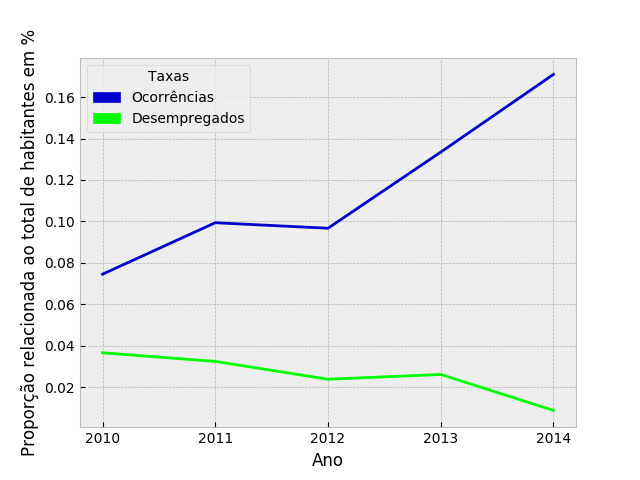 Proporção relacionada ao total de habitantes em %
Taxas
Ocorrências
Desempregados
0.16
0.14
0.12
0.10
0.08
0.06
0.04
0.02
2010 2011 2012 2013 2014
Ano